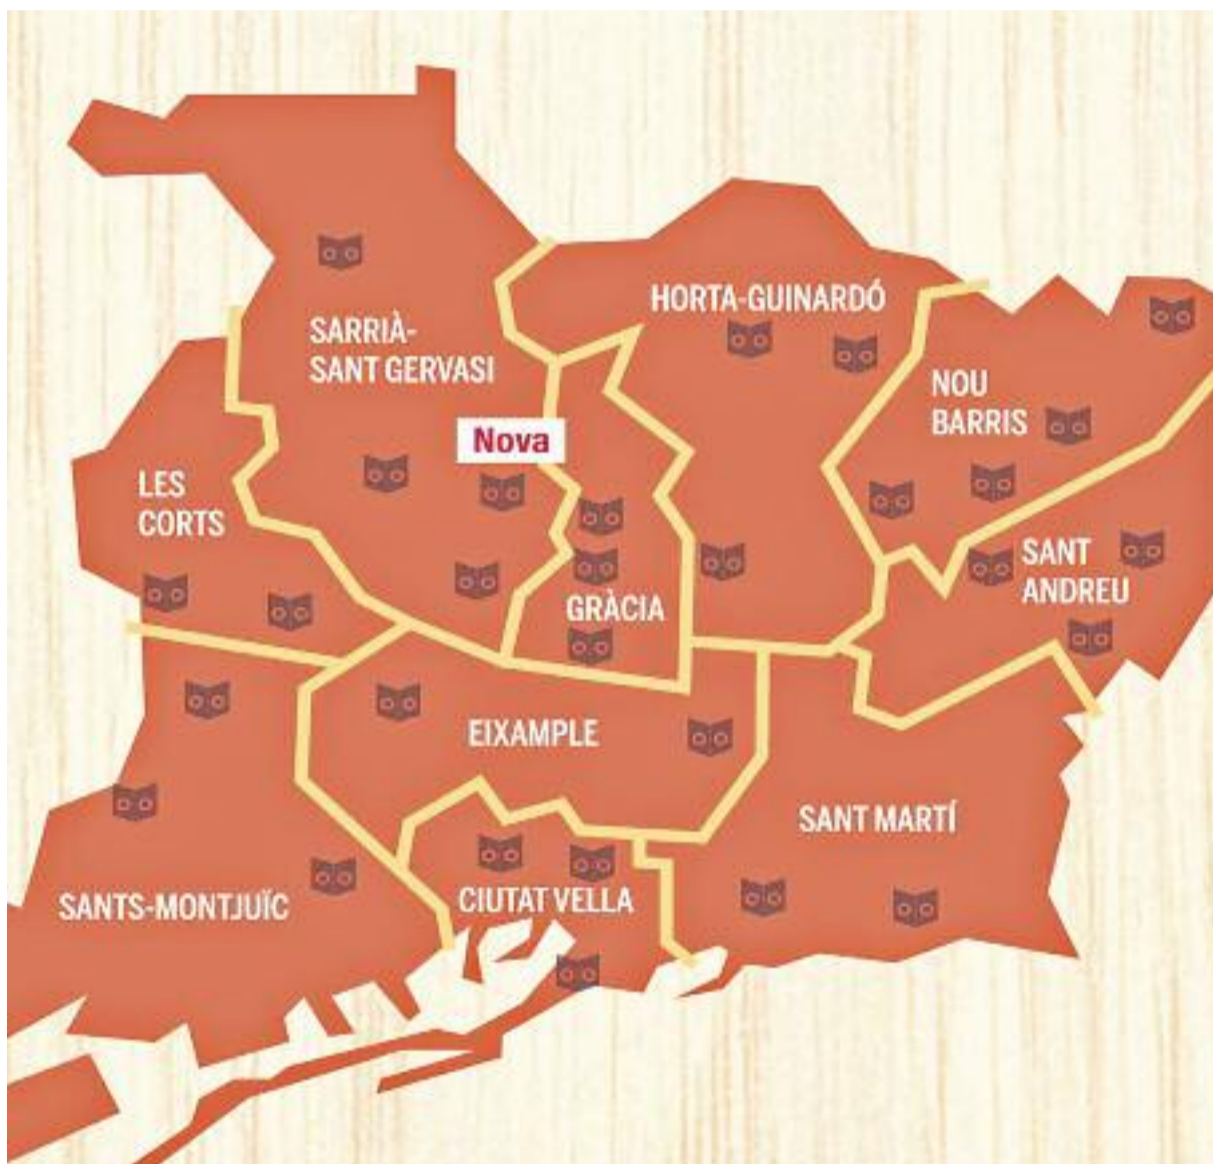 HORTA-GUINARDÓ
SARRIÀ-
SANT GERVASI
NOU
BARRIS
Nova
LES
CORTS
SANT
ANDREU
GRÀCIA
EIXAMPLE
SANT MARTÍ
SANTS-MONTJUÏC
CIUTAT VELLA